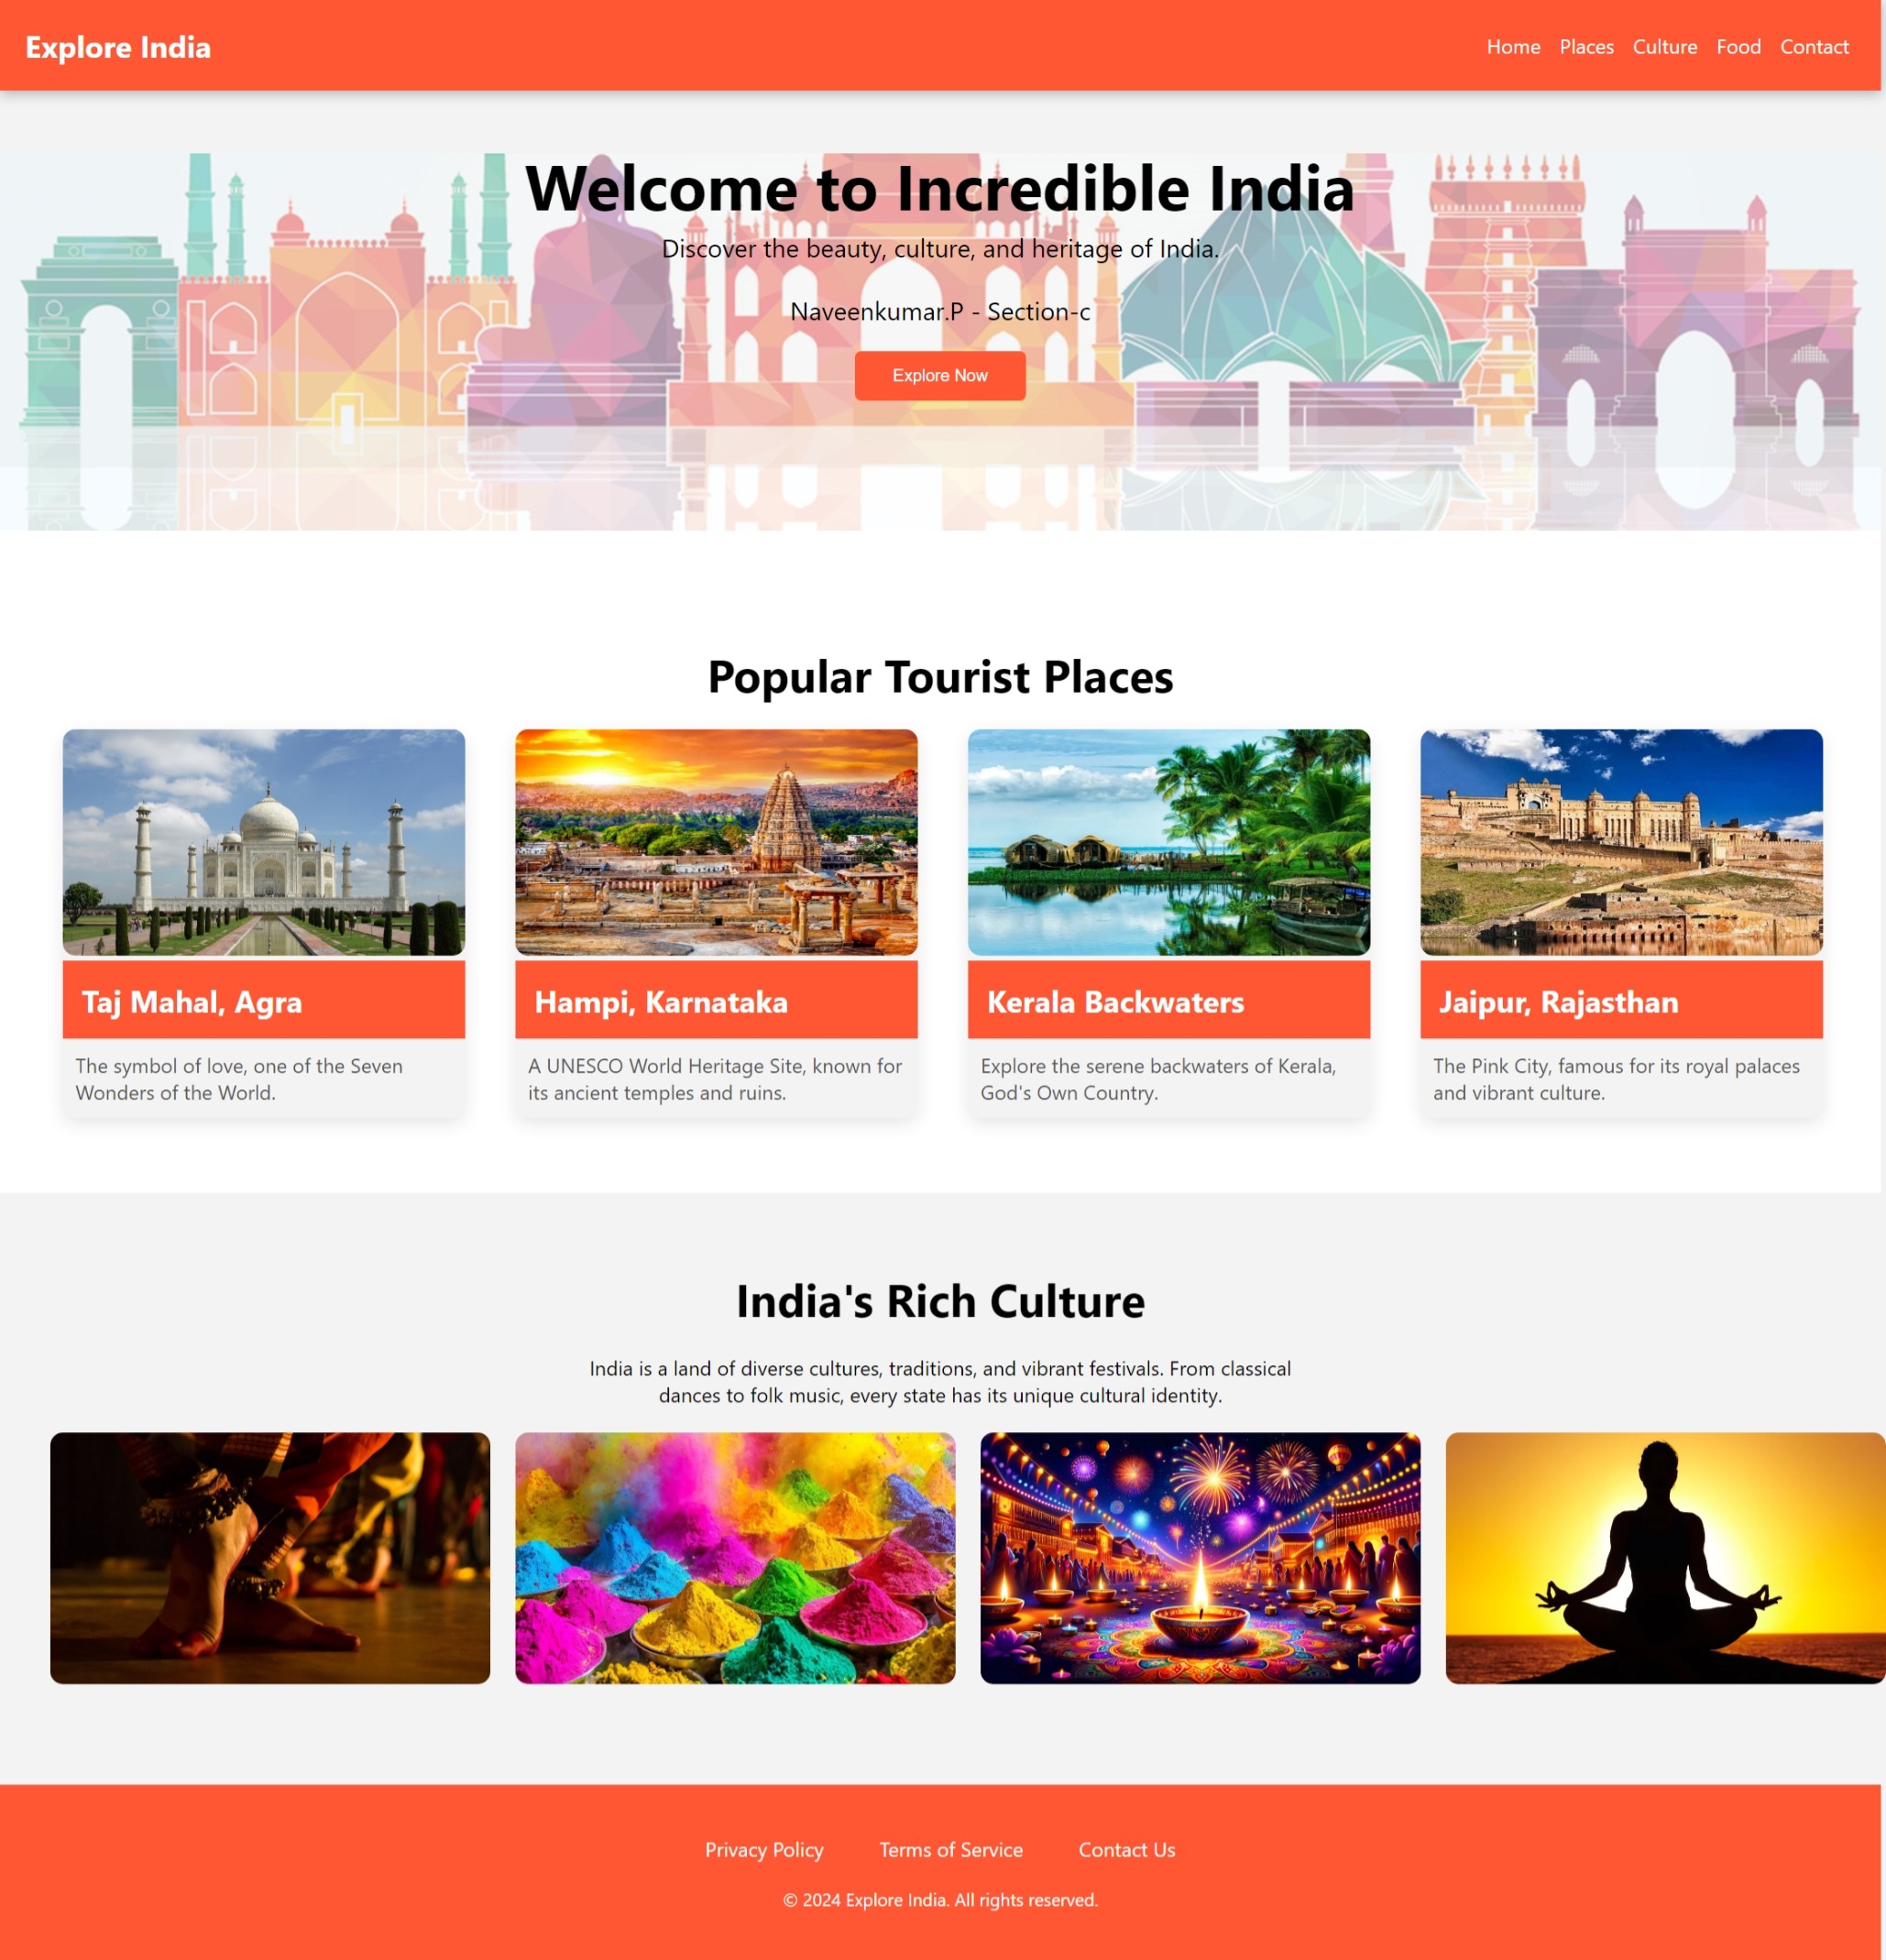 Explore India
Home Places Culture Food Contact
Welcome to Incredible India
Discover the beauty, culture, and heritage of India.
Naveenkumar.P - Section-c
Explore Now
Popular Tourist Places
Taj Mahal, Agra
The symbol of love, one of the Seven
Wonders of the World.
Hampi, Karnataka
A UNESCO World Heritage Site, known for
its ancient temples and ruins.
Kerala Backwaters
Explore the serene backwaters of Kerala,
God's Own Country.
Jaipur, Rajasthan
The Pink City, famous for its royal palaces
and vibrant culture.
India's Rich Culture
India is a land of diverse cultures, traditions, and vibrant festivals. From classical
dances to folk music, every state has its unique cultural identity.
Privacy Policy Terms of Service Contact Us
© 2024 Explore India. All rights reserved.